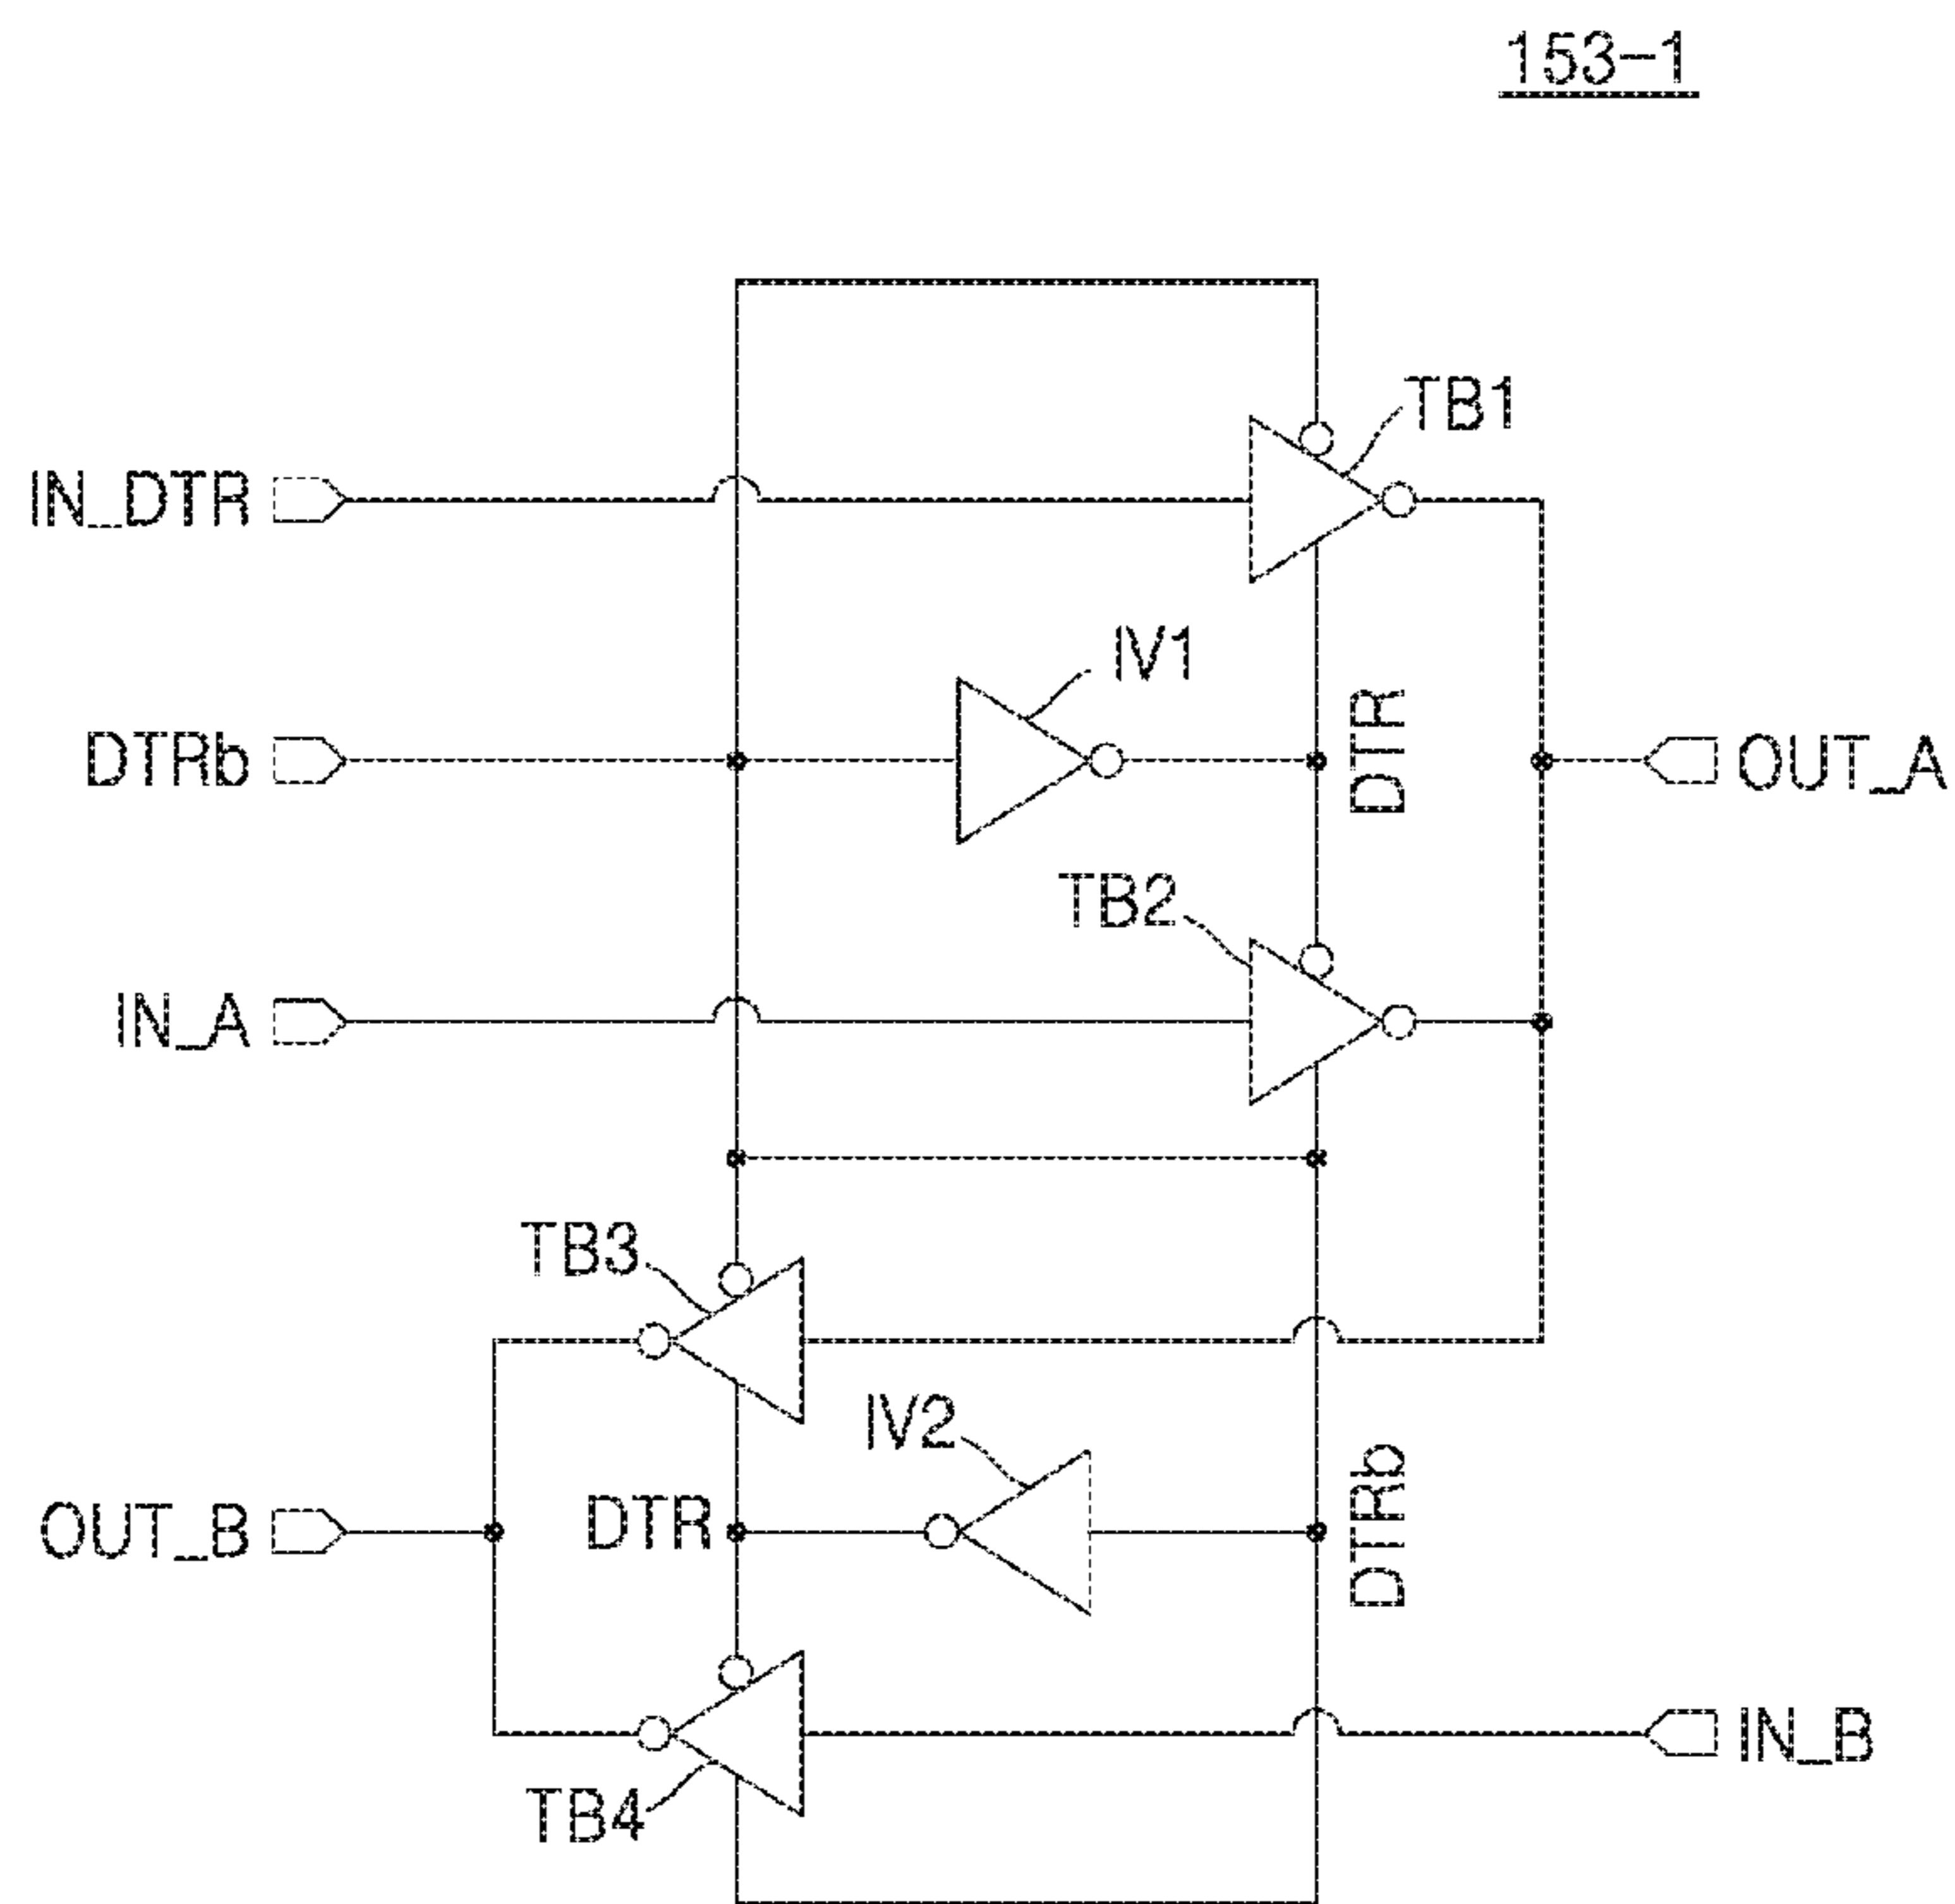 153-1
TB1
IN_DTR
IV1
DTRb
DTR
OUT_A
TB2
IN_A
TB3
IV2
OUT_B
DTR
DTRb
IN_B
TB4